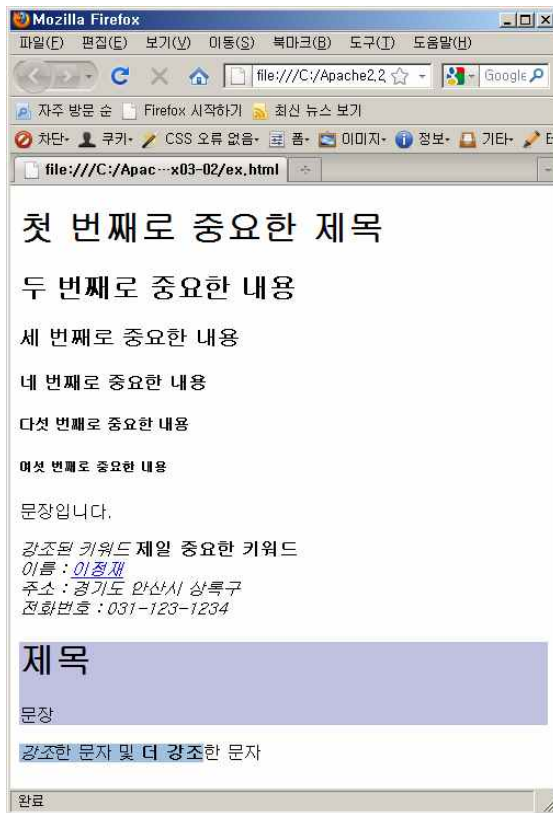 Mozilla Firefox
파일(F) 편집(E) 보기(V) 이동(S) 북마크(B) 도구(T) 도움말(H)
file:///C:/Apache2,2, Google
자주 방문 순 Firefox 시작하기 최신 뉴스 보기
차단 쿠키 CSS 오류 없음 폼 이미지 정보 기타
file:///C:/Apac…x03-02/ex,html
첫 번째로 중요한 제목
두 번째로 중요한 내용
세 번째로 중요한 내용
네 번째로 중요한 내용
다섯 번째로 중요한 내용
여섯 번째로 중요한 내용
문장입니다.
강조된 키워드 제일 중요한 키워드
이름 : 이정재
주소 : 경기도 안산시 상록구
전화번호 : 031-123-1234
제목
문장
강조한 문자 및 더 강조한 문자
완료